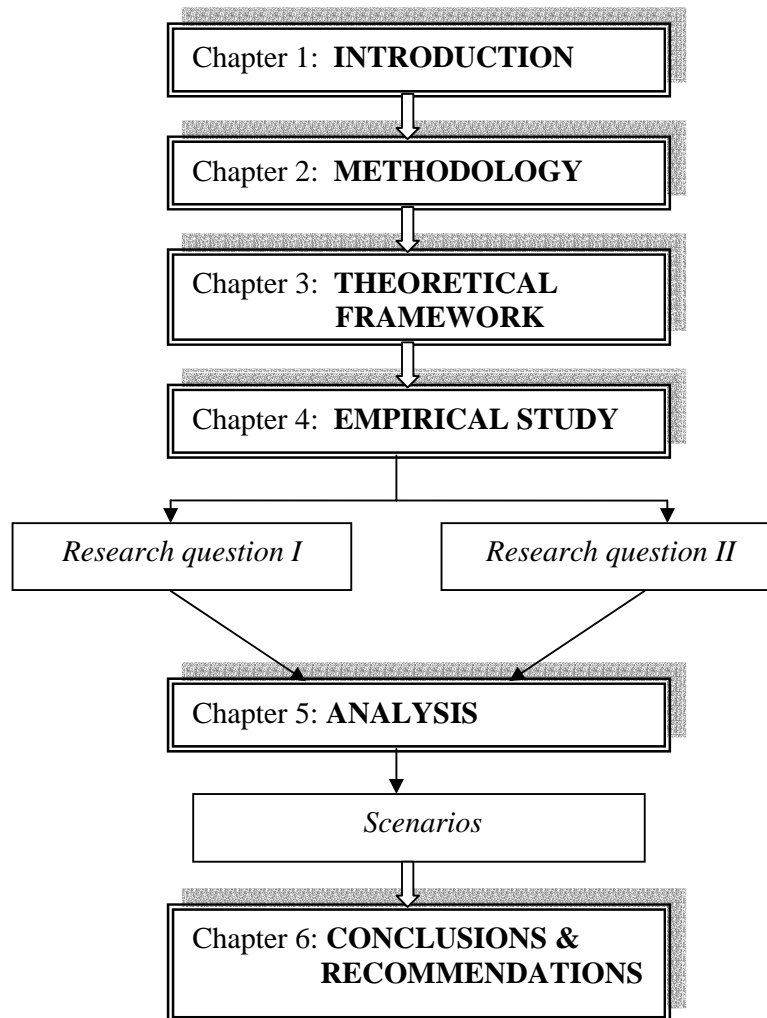 Chapter 1: INTRODUCTION
Chapter 2: METHODOLOGY
Chapter 3: THEORETICAL
FRAMEWORK
Chapter 4: EMPIRICAL STUDY
Research question I
Research question II
Chapter 5: ANALYSIS
Scenarios
Chapter 6: CONCLUSIONS &
RECOMMENDATIONS